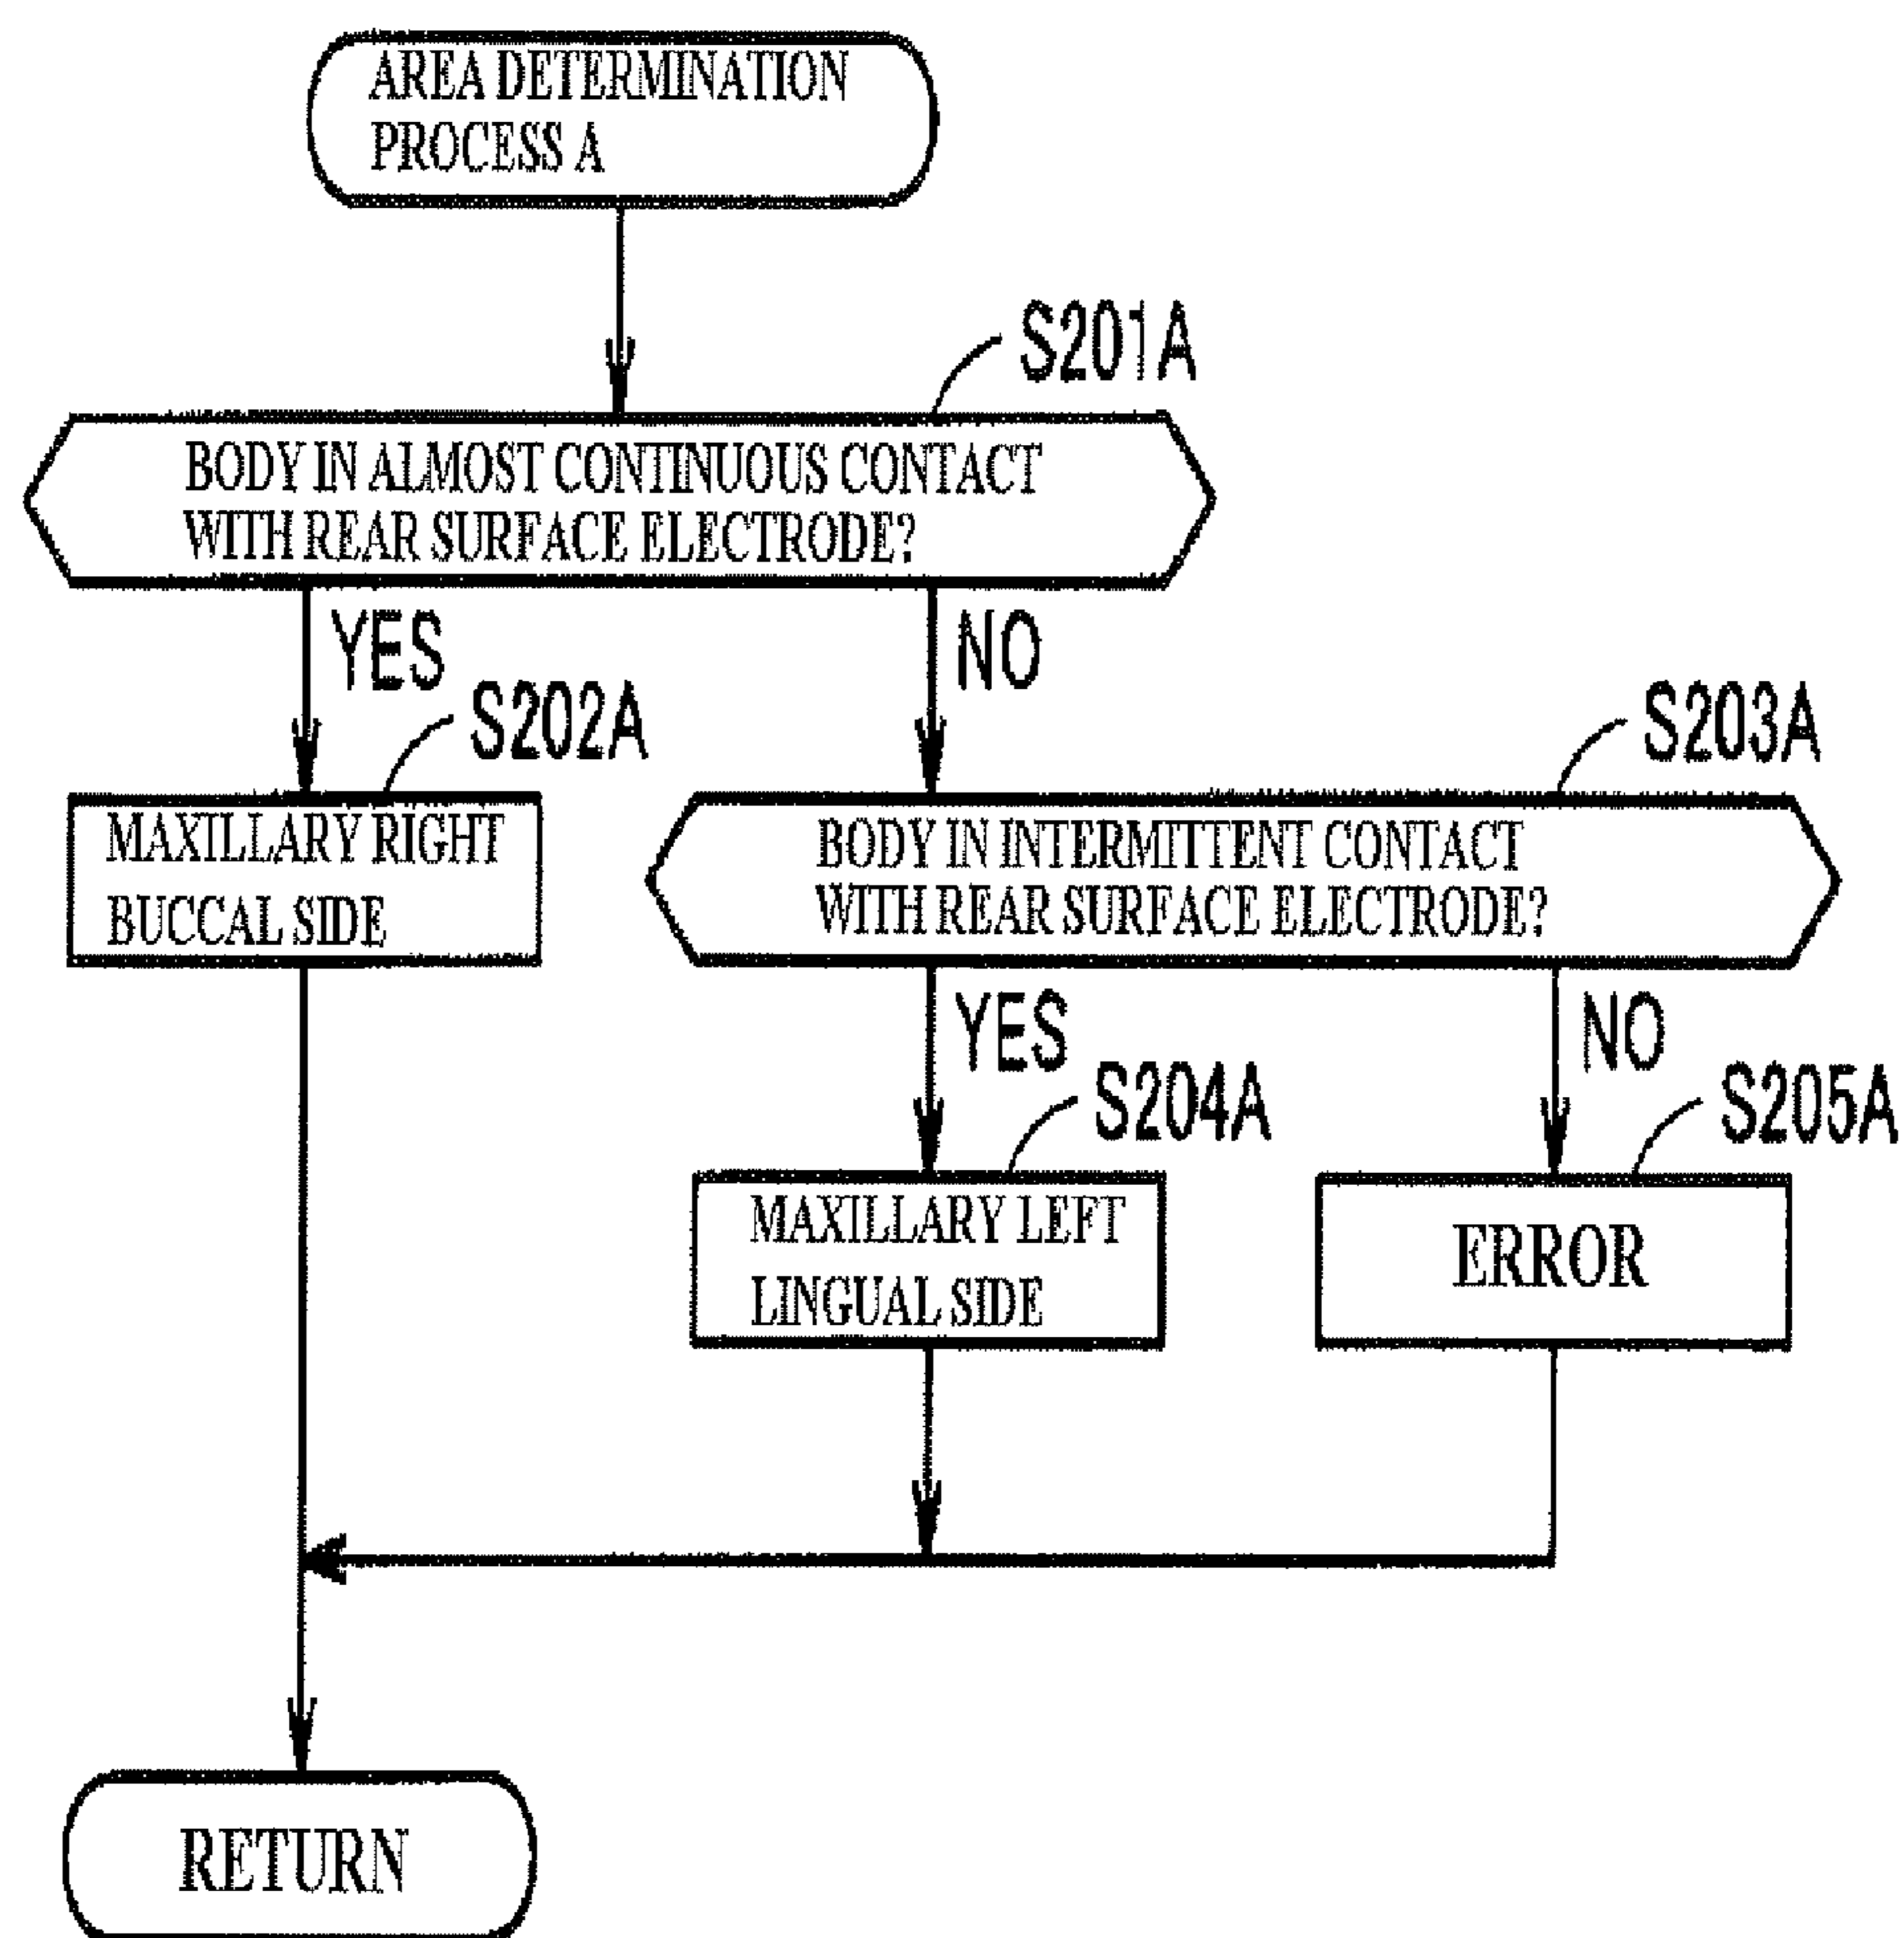 AREA DETERMINATION
PROCESS A
S201A
BODY IN ALMOST CONTINUOUS CONTACT
WITH REAR SURFACE ELECTRODE?
YES
NO
S202A
S203A
MAXILLARY RIGHT
BUCCAL SIDE
BODY IN INTERMITTENT CONTACT
WITH REAR SURFACE ELECTRODE?
YES
NO
S204A
S205A
MAXILLARY LEFT
LINGUAL SIDE
ERROR
RETURN